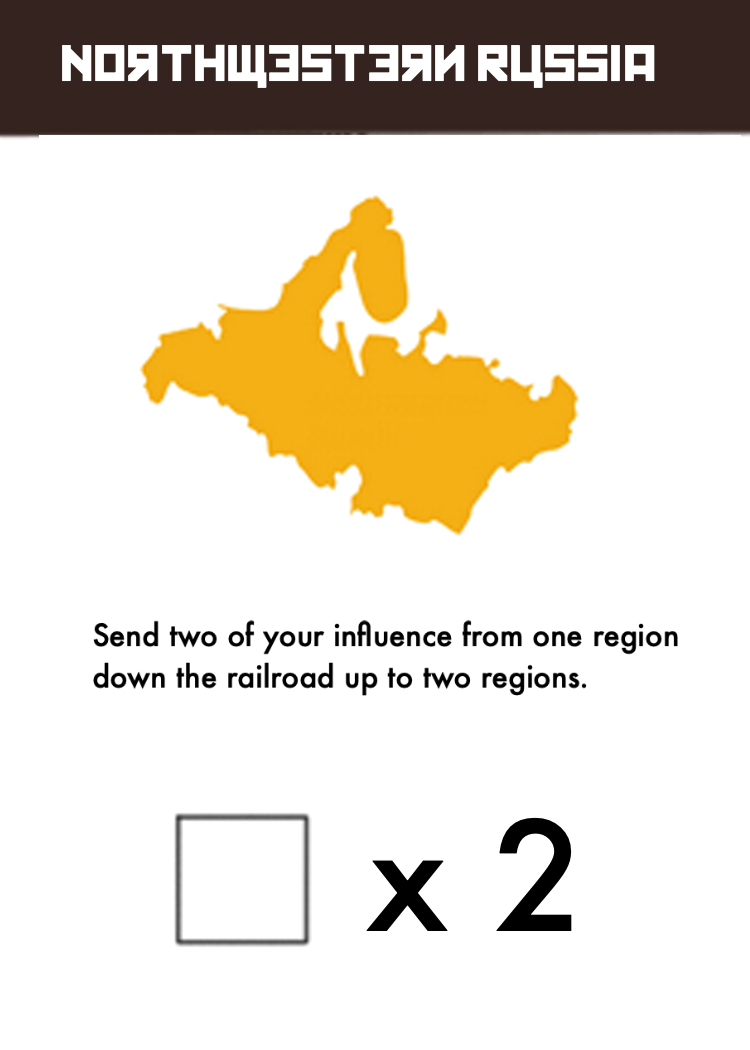 NORTHWESTERN RUSSIA
Send two of your influence from one region
down the railroad up to two regions.
x 2